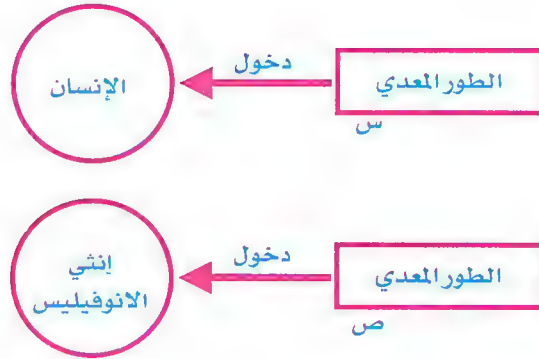 دخول
الطور المعدي
الإنسان
س
دخول
الطور المعدي
إنثي
الانوفيليس
ص